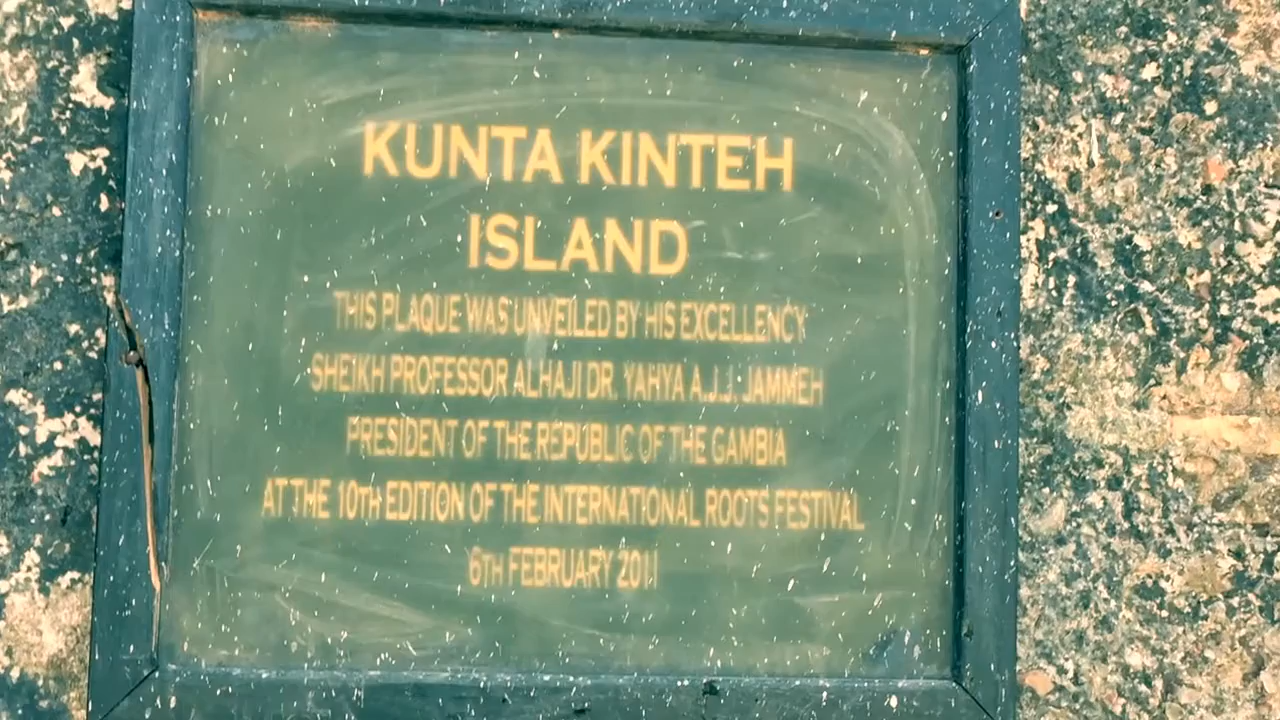 KUNTA KINTEH
ISLAND
THIS PLAQUE WAS UNVEILED BY HIS EXCELLENCY
SHEIKH PROFESSOR ALHAJI DR. YAHYA A.J.J. JAMMEH
PRESIDENT OF THE REPUBLIC OF THE GAMBIA
AT THE 10TH EDITION OF THE INTERNATIONAL ROOTS FESTIVAL
6TH FEBRUARY 2011